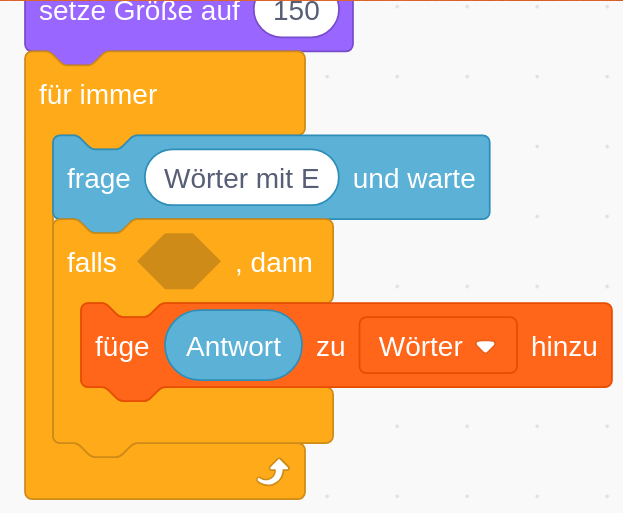 setze Größe auf 150
für immer
frage Wörter mit E und warte
falls , dann
füge Antwort zu Wörter hinzu